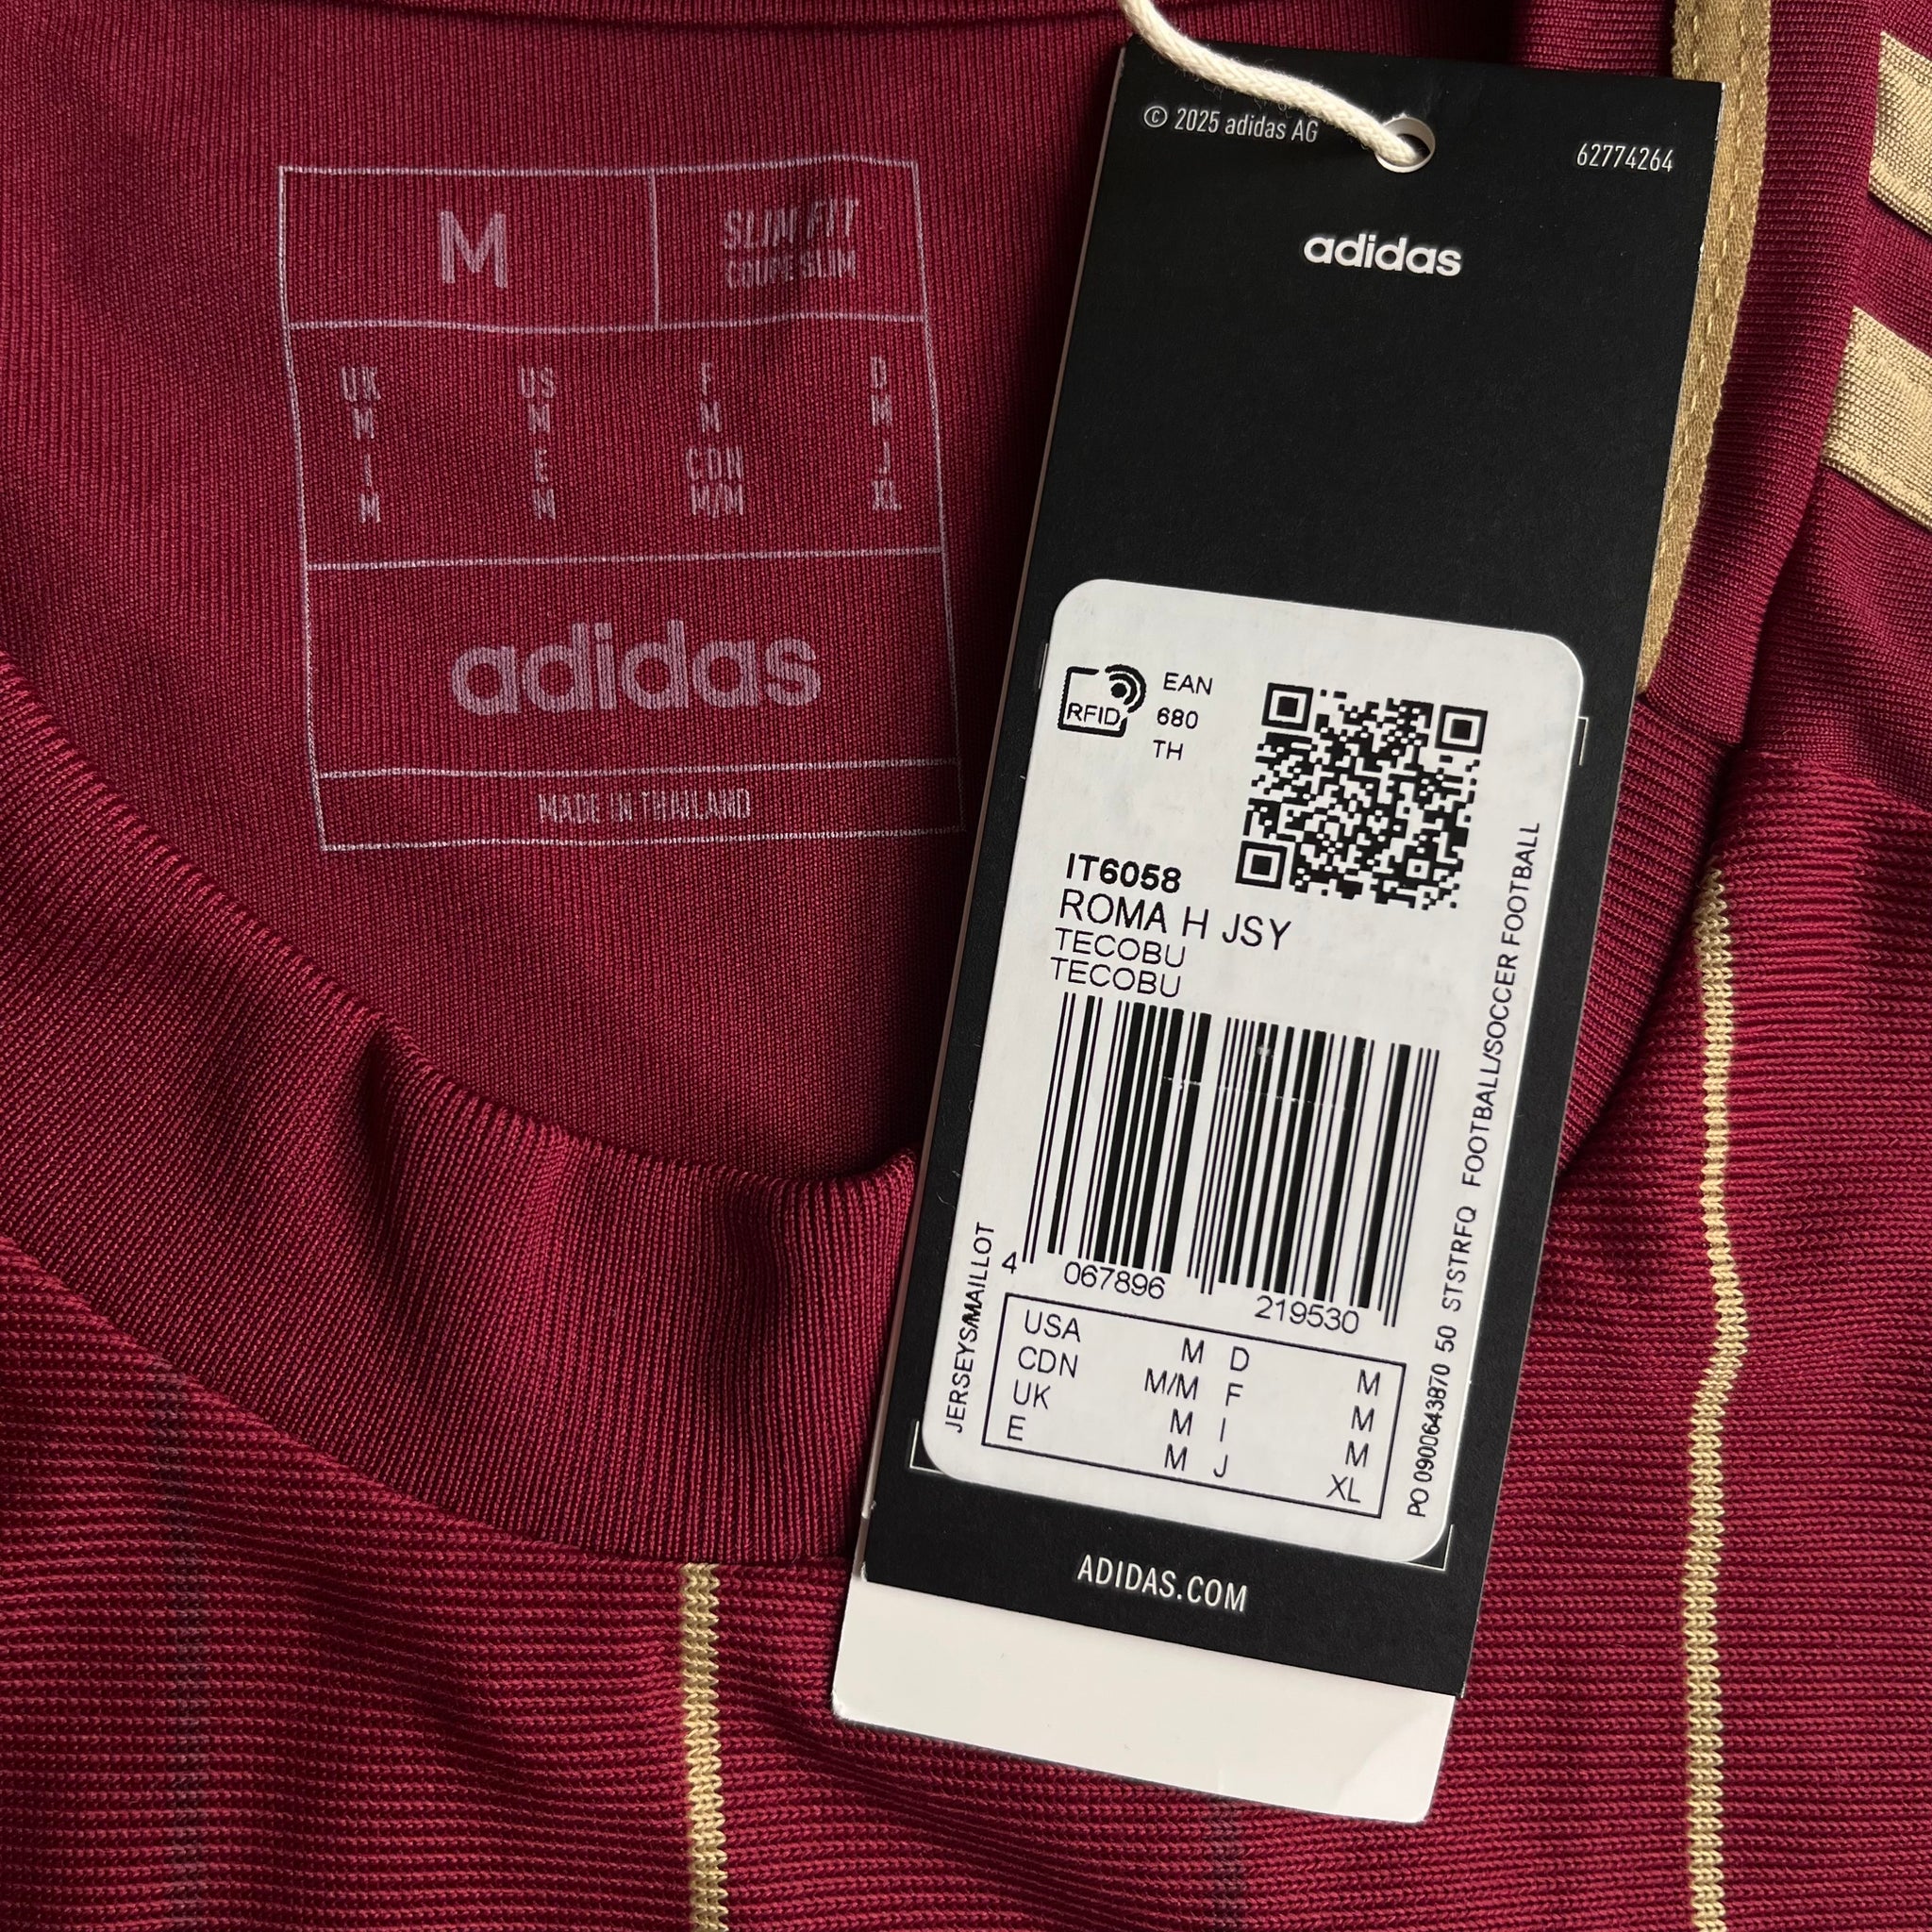 M
SLIM FIT
COUPE SLIM
UK US F D
M M M M
I E CDN J
M M M/M XL
adidas
MADE IN THAILAND
© 2025 adidas AG
62774264
adidas
RFID
EAN
680
TH
IT6058
ROMA H JSY
TECOBU
TECOBU
4 067896 219530
USA M D M
CDN M/M F M
UK M I M
E M J XL
JERSEYS/MAILLOT
PO 0900643870 50 STSTRFQ FOOTBALL/SOCCER FOOTBALL
ADIDAS.COM